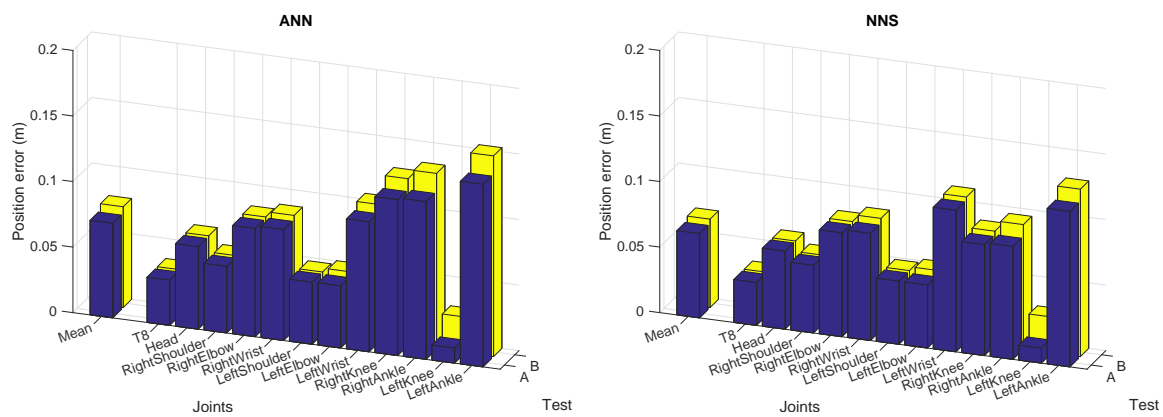 ANN
Position error (m)
0.2
0.15
0.1
0.05
0
Mean
T8
Head
RightShoulder
RightElbow
RightWrist
LeftShoulder
LeftElbow
LeftWrist
RightKnee
RightAnkle
LeftKnee
LeftAnkle
Joints
A
B
Test
NNS
Position error (m)
0.2
0.15
0.1
0.05
0
Mean
T8
Head
RightShoulder
RightElbow
RightWrist
LeftShoulder
LeftElbow
LeftWrist
RightKnee
RightAnkle
LeftKnee
LeftAnkle
Joints
A
B
Test